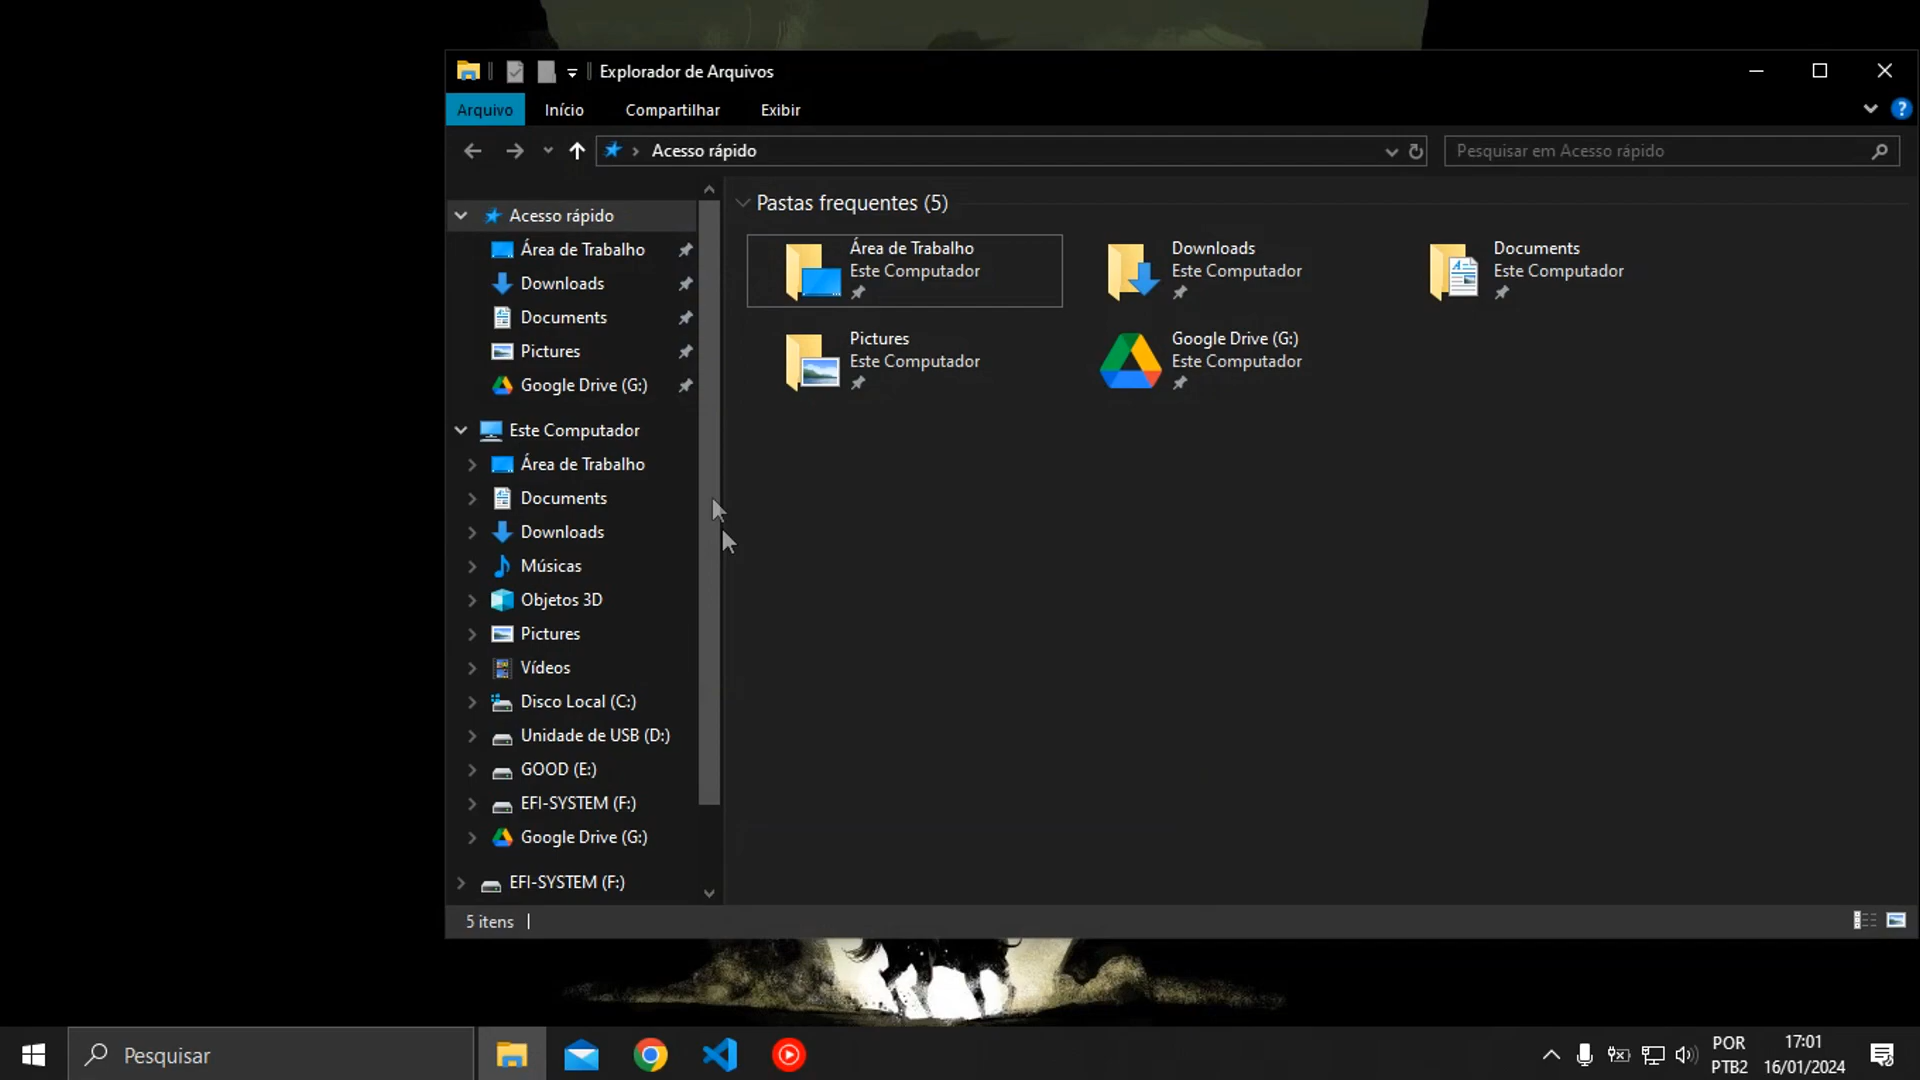 Explorador de Arquivos
Arquivo Início Compartilhar Exibir
Acesso rápido Pesquisar em Acesso rápido
Acesso rápido
Área de Trabalho
Downloads
Documents
Pictures
Google Drive (G:)
Este Computador
Área de Trabalho
Documents
Downloads
Músicas
Objetos 3D
Pictures
Vídeos
Disco Local (C:)
Unidade de USB (D:)
GOOD (E:)
EFI-SYSTEM (F:)
Google Drive (G:)
EFI-SYSTEM (F:)
Pastas frequentes (5)
Área de Trabalho
Este Computador
Downloads
Este Computador
Documents
Este Computador
Pictures
Este Computador
Google Drive (G:)
Este Computador
5 itens
Pesquisar
POR
PTB2
17:01
16/01/2024